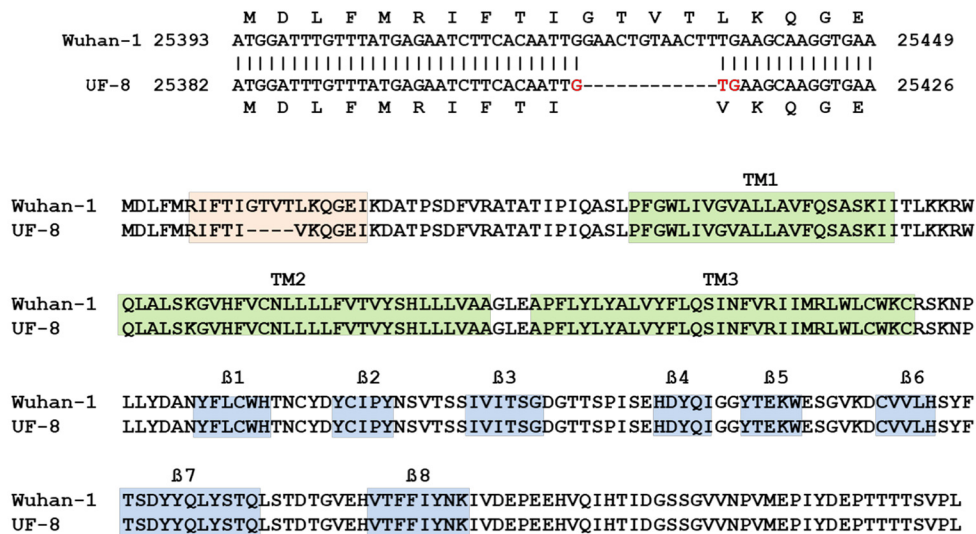 M D L F M R I F T I G T V T L K Q G E
Wuhan-1 25393 ATGGATTTGTTTATGAGAATCTTCACAATTGGAACTGTAACTTTGAAGCAAGGTGAA 25449
UF-8 25382 ATGGATTTGTTTATGAGAATCTTCACAATTG------------TGAAGCAAGGTGAA 25426
M D L F M R I F T I V K Q G E
TM1
Wuhan-1 MDLFMRIFTIGTVTLKQGEIKDATPSDFVRATATIPIQASLPFGWLIVGVALLAVFQSASKIITLKKRW
UF-8 MDLFMRIFTI----VKQGEIKDATPSDFVRATATIPIQASLPFGWLIVGVALLAVFQSASKIITLKKRW
TM2 TM3
Wuhan-1 QLALSKGVHFVCNLLLLFVTVYSHLLLVAAGLEAPFLYLYALVYFLQSINFVRIIMRLWLCWKCRSKNP
UF-8 QLALSKGVHFVCNLLLLFVTVYSHLLLVAAGLEAPFLYLYALVYFLQSINFVRIIMRLWLCWKCRSKNP
ß1 ß2 ß3 ß4 ß5 ß6
Wuhan-1 LLYDANYFLCWHTNCYDYCIPYNSVTSSIVITSGDGTTSPISEHDYQIGGYTEKWESGVKDCVVLHSYF
UF-8 LLYDANYFLCWHTNCYDYCIPYNSVTSSIVITSGDGTTSPISEHDYQIGGYTEKWESGVKDCVVLHSYF
ß7 ß8
Wuhan-1 TSDYYQLYSTQLSTDTGVEHVTFFIYNKIVDEPEEHVQIHTIDGSSGVVNPVMEPIYDEPTTTTSVPL
UF-8 TSDYYQLYSTQLSTDTGVEHVTFFIYNKIVDEPEEHVQIHTIDGSSGVVNPVMEPIYDEPTTTTSVPL